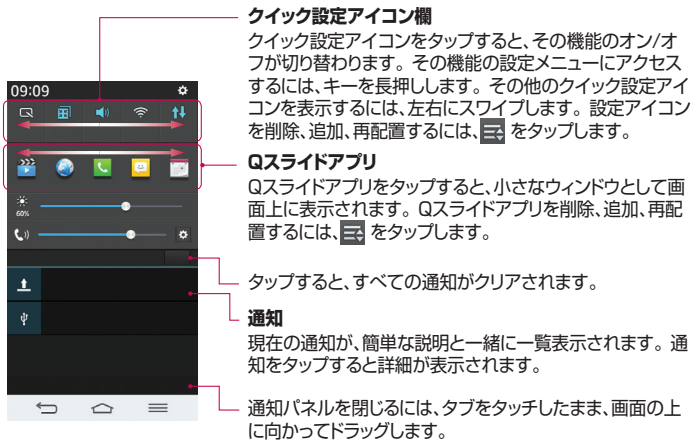 クイック設定アイコン欄
クイック設定アイコンをタップすると、その機能のオン/オ
フが切り替わります。その機能の設定メニューにアクセス
するには、キーを長押しします。その他のクイック設定アイ
コンを表示するには、左右にスワイプします。設定アイコン
を削除、追加、再配置するには、 をタップします。
09:09
Qスライドアプリ
Qスライドアプリをタップすると、小さなウィンドウとして画
面上に表示されます。Qスライドアプリを削除、追加、再配
置するには、 をタップします。
60%
タップすると、すべての通知がクリアされます。
通知
現在の通知が、簡単な説明と一緒に一覧表示されます。通
知をタップすると詳細が表示されます。
通知パネルを閉じるには、タブをタッチしたまま、画面の上
に向かってドラッグします。